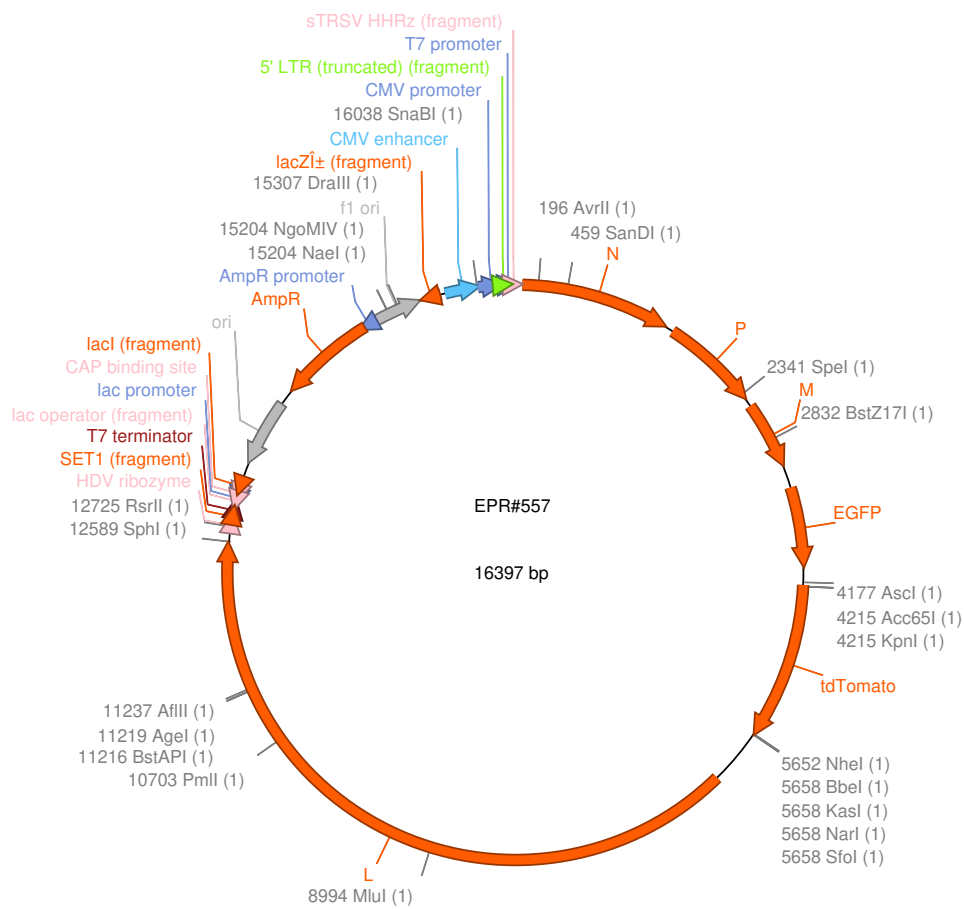 sTRSV HHRz (fragment)
T7 promoter
5' LTR (truncated) (fragment)
CMV promoter
16038 SnaBI (1)
CMV enhancer
lacZÎ± (fragment)
15307 DraIII (1)
f1 ori
15204 NgoMIV (1)
15204 NaeI (1)
AmpR promoter
AmpR
ori
lacI (fragment)
CAP binding site
lac promoter
lac operator (fragment)
T7 terminator
SET1 (fragment)
HDV ribozyme
12725 RsrII (1)
12589 SphI (1)
196 AvrII (1)
459 SanDI (1)
N
P
2341 SpeI (1)
M
2832 BstZ17I (1)
EPR#557
16397 bp
EGFP
4177 AscI (1)
4215 Acc65I (1)
4215 KpnI (1)
tdTomato
5652 NheI (1)
5658 BbeI (1)
5658 KasI (1)
5658 NarI (1)
5658 SfoI (1)
11237 AflII (1)
11219 AgeI (1)
11216 BstAPI (1)
10703 PmlI (1)
L
8994 MluI (1)